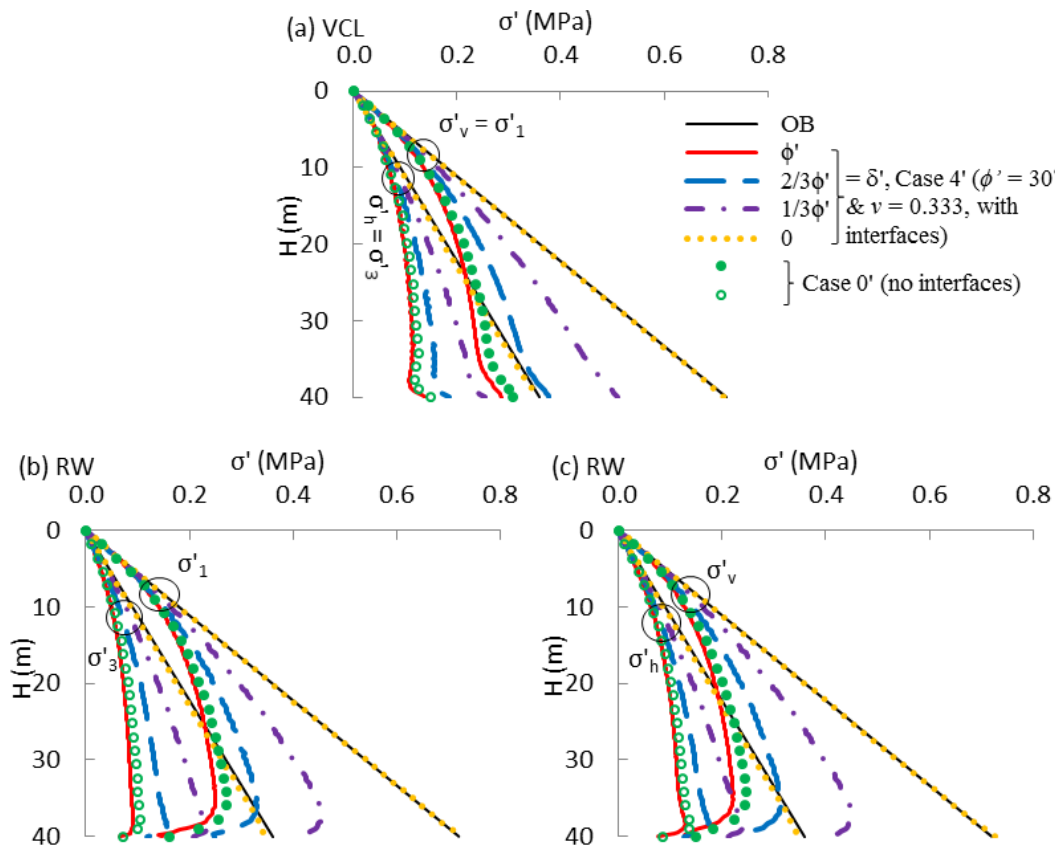 (a) VCL
σ' (MPa)
0.0 0.2 0.4 0.6 0.8
0
10
20
30
40
H (m)
σ'v = σ'1
σ'h = σ'3
OB
ϕ'
2/3ϕ'
1/3ϕ'
0
= δ', Case 4' (ϕ' = 30'
& v = 0.333, with
interfaces)
Case 0' (no interfaces)
(b) RW
σ' (MPa)
0.0 0.2 0.4 0.6 0.8
0
10
20
30
40
H (m)
σ'1
σ'3
(c) RW
σ' (MPa)
0.0 0.2 0.4 0.6 0.8
0
10
20
30
40
H (m)
σ'v
σ'h